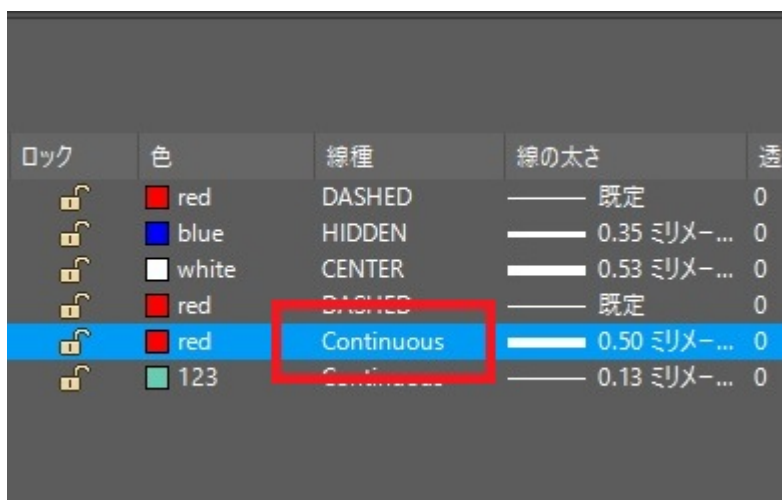 ロック 色 線種 線の太さ 透
red DASHED 既定 0
blue HIDDEN 0.35 ミリメー... 0
white CENTER 0.53 ミリメー... 0
red DASHED 既定 0
red Continuous 0.50 ミリメー... 0
123 Continuous 0.13 ミリメー... 0